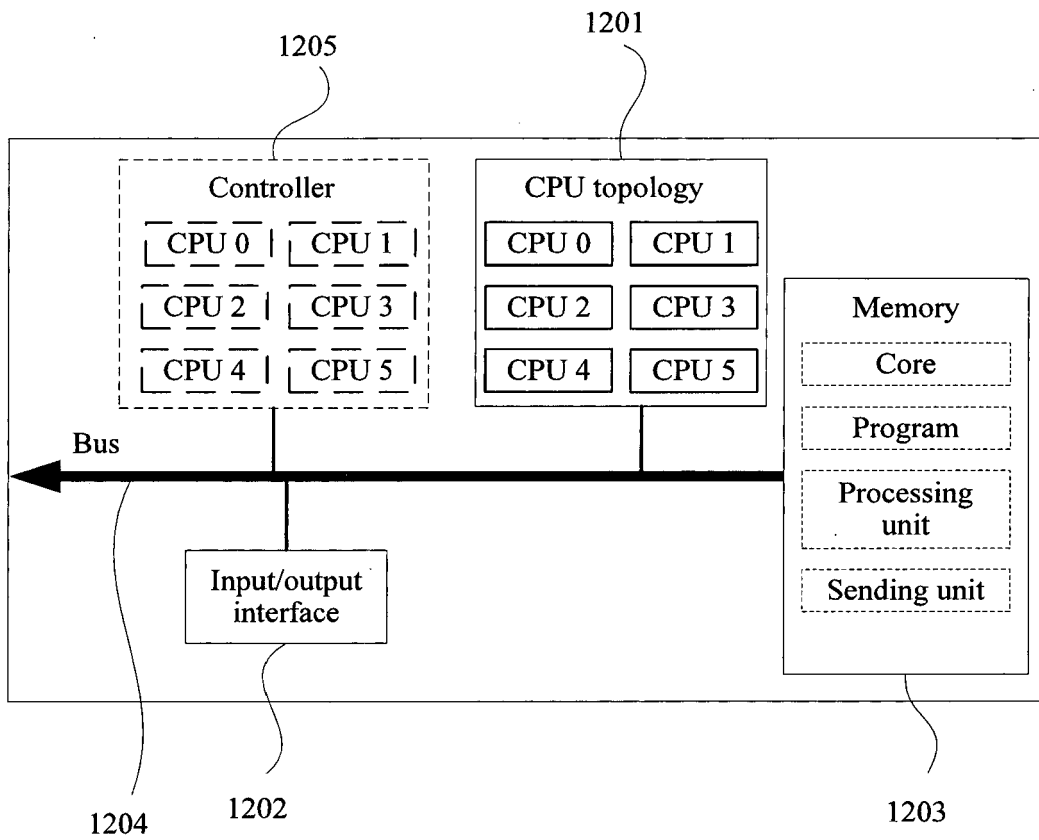 1205
1201
Controller
CPU 0
CPU 1
CPU 2
CPU 3
CPU 4
CPU 5
CPU topology
CPU 0
CPU 1
CPU 2
CPU 3
CPU 4
CPU 5
Memory
Core
Program
Processing
unit
Sending unit
Bus
Input/output
interface
1204
1202
1203